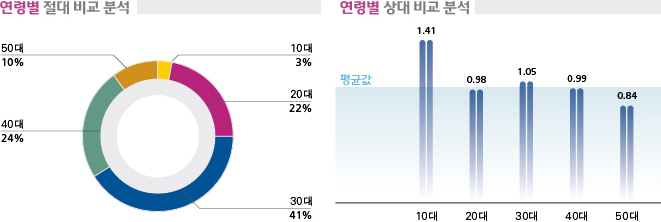 연령별 절대 비교 분석
50대
10%
10대
3%
20대
22%
40대
24%
30대
41%
연령별 상대 비교 분석
평균값
1.41
0.98
1.05
0.99
0.84
10대 20대 30대 40대 50대